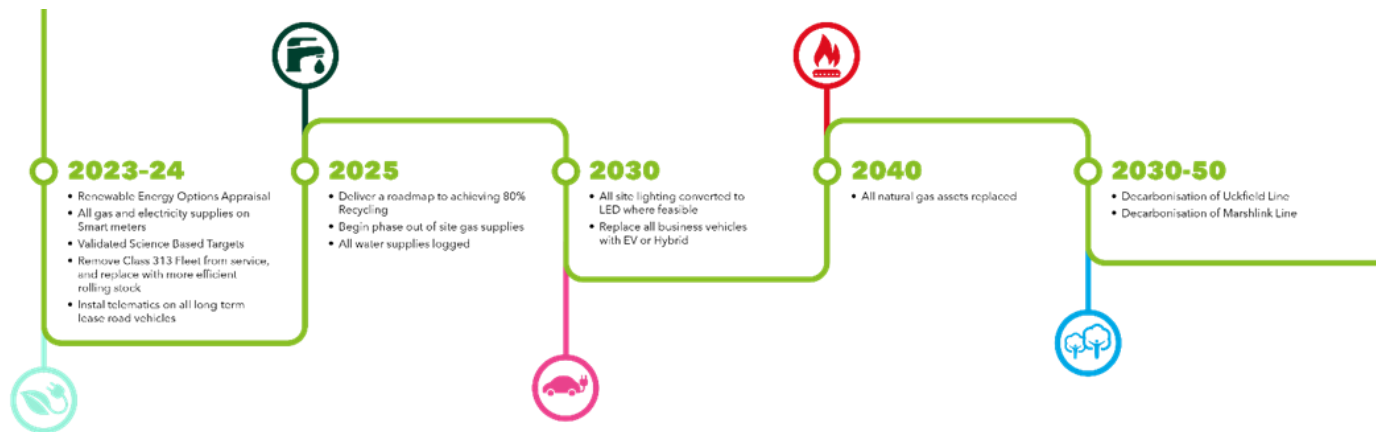 2023-24
• Renewable Energy Options Appraisal
• All gas and electricity supplies on
Smart meters
• Validated Science Based Targets
• Remove Class 313 Fleet from service,
and replace with more efficient
rolling stock
• Instal telematics on all long term
lease road vehicles
2025
• Deliver a roadmap to achieving 80%
Recycling
• Begin phase out of site gas supplies
• All water supplies logged
2030
• All site lighting converted to
LED where feasible
• Replace all business vehicles
with EV or Hybrid
2040
• All natural gas assets replaced
2030-50
• Decarbonisation of Uckfield Line
• Decarbonisation of Marshlink Line